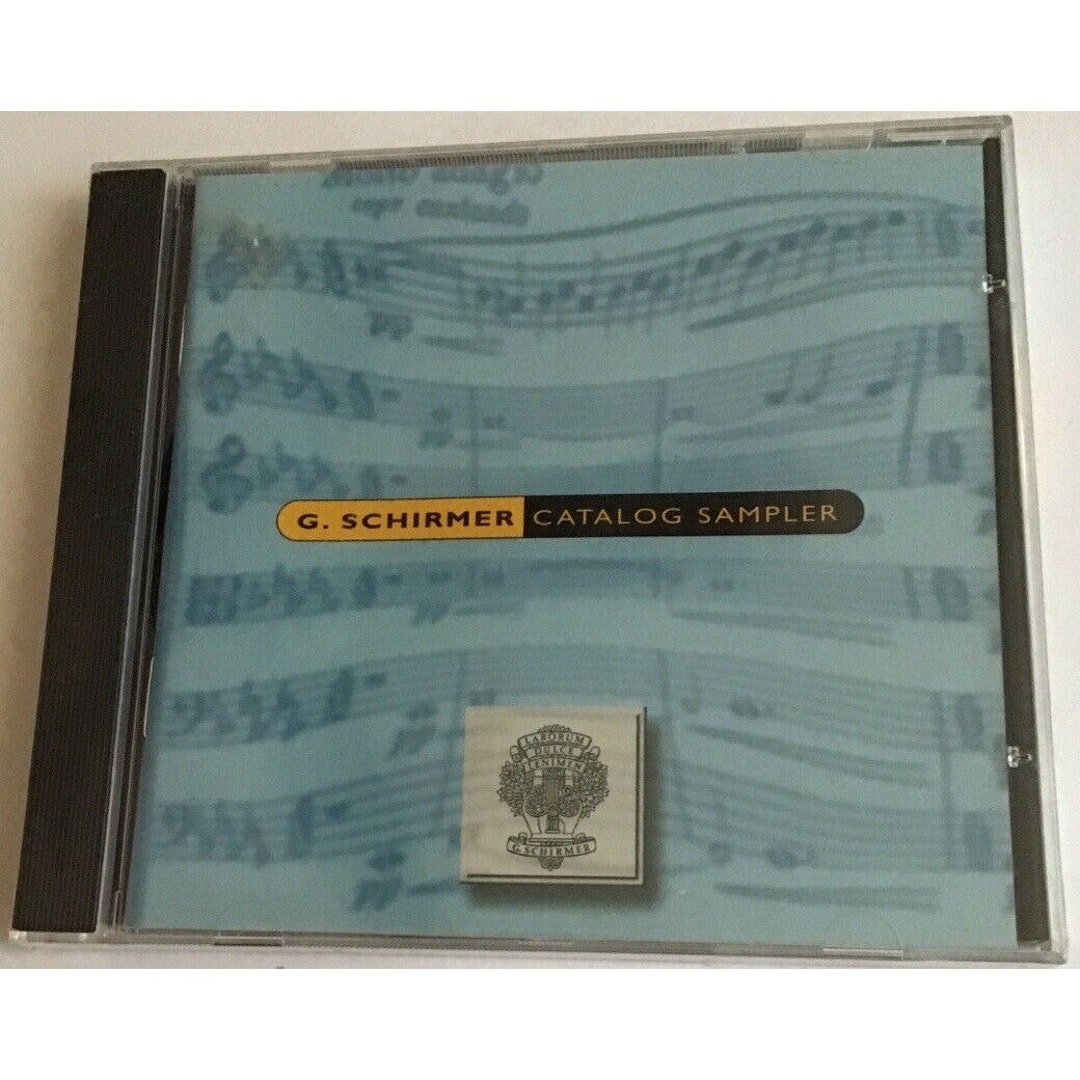 G. SCHIRMER CATALOG SAMPLER
LABORUM
DULCE
LENIMEN
G. SCHIRMER